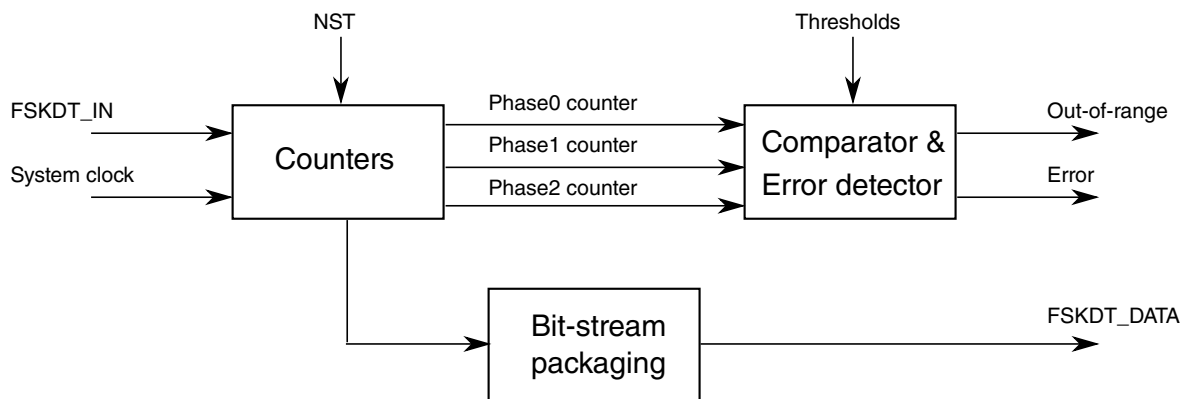 NST
Thresholds
FSKDT_IN
System clock
Counters
Phase0 counter
Phase1 counter
Phase2 counter
Comparator &
Error detector
Out-of-range
Error
Bit-stream
packaging
FSKDT_DATA